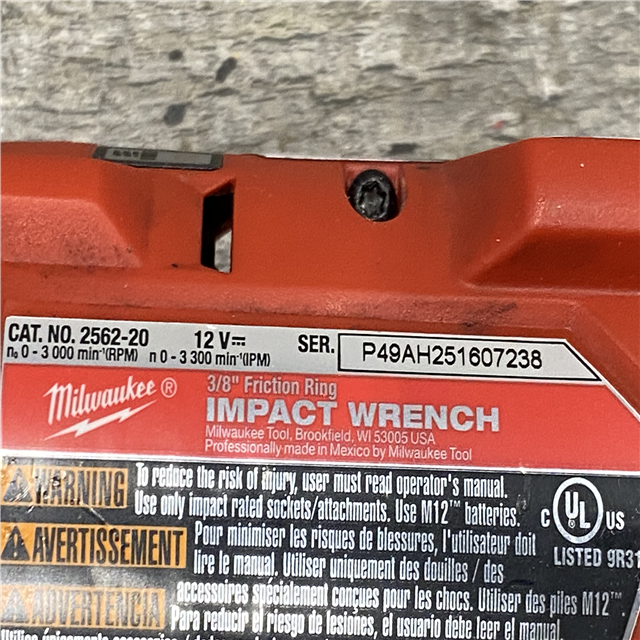 CAT. NO. 2562-20 12 V⎓ SER. P49AH251607238
n₀ 0 - 3 000 min⁻¹(RPM) n 0 - 3 300 min⁻¹(IPM)
Milwaukee®
3/8" Friction Ring
IMPACT WRENCH
Milwaukee Tool, Brookfield, WI 53005 USA
Professionally made in Mexico by Milwaukee Tool
WARNING To reduce the risk of injury, user must read operator's manual.
Use only impact rated sockets/attachments. Use M12™ batteries.
C UL US
LISTED 9R31
AVERTISSEMENT Pour minimiser les risques de blessures, l'utilisateur doit
lire le manual. Utiliser uniquement des douilles / des
accessoires spécialement conçues pour les chocs. Utiliser des piles M12™.
ADVERTENCIA Para reducir el riesgo de lesiones, el usuario debe leer el manual